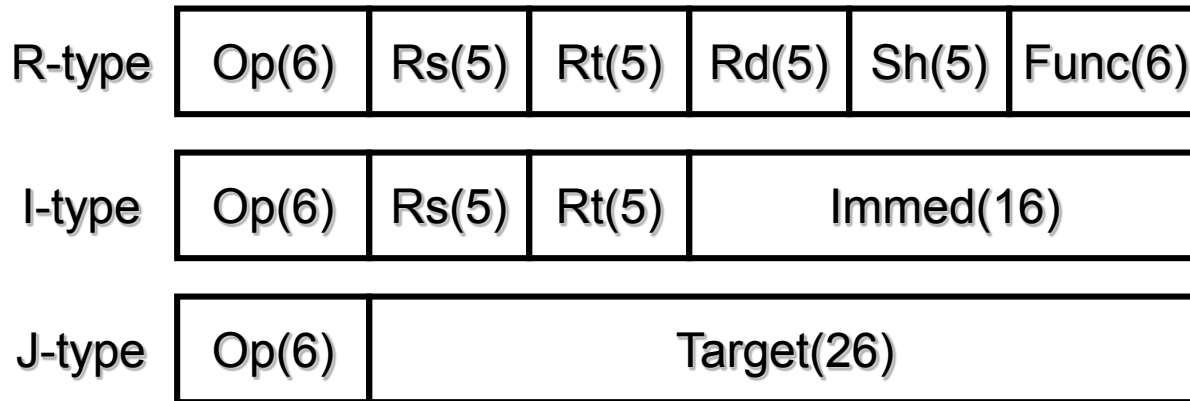 R-type Op(6) Rs(5) Rt(5) Rd(5) Sh(5) Func(6)
I-type Op(6) Rs(5) Rt(5) Immed(16)
J-type Op(6) Target(26)